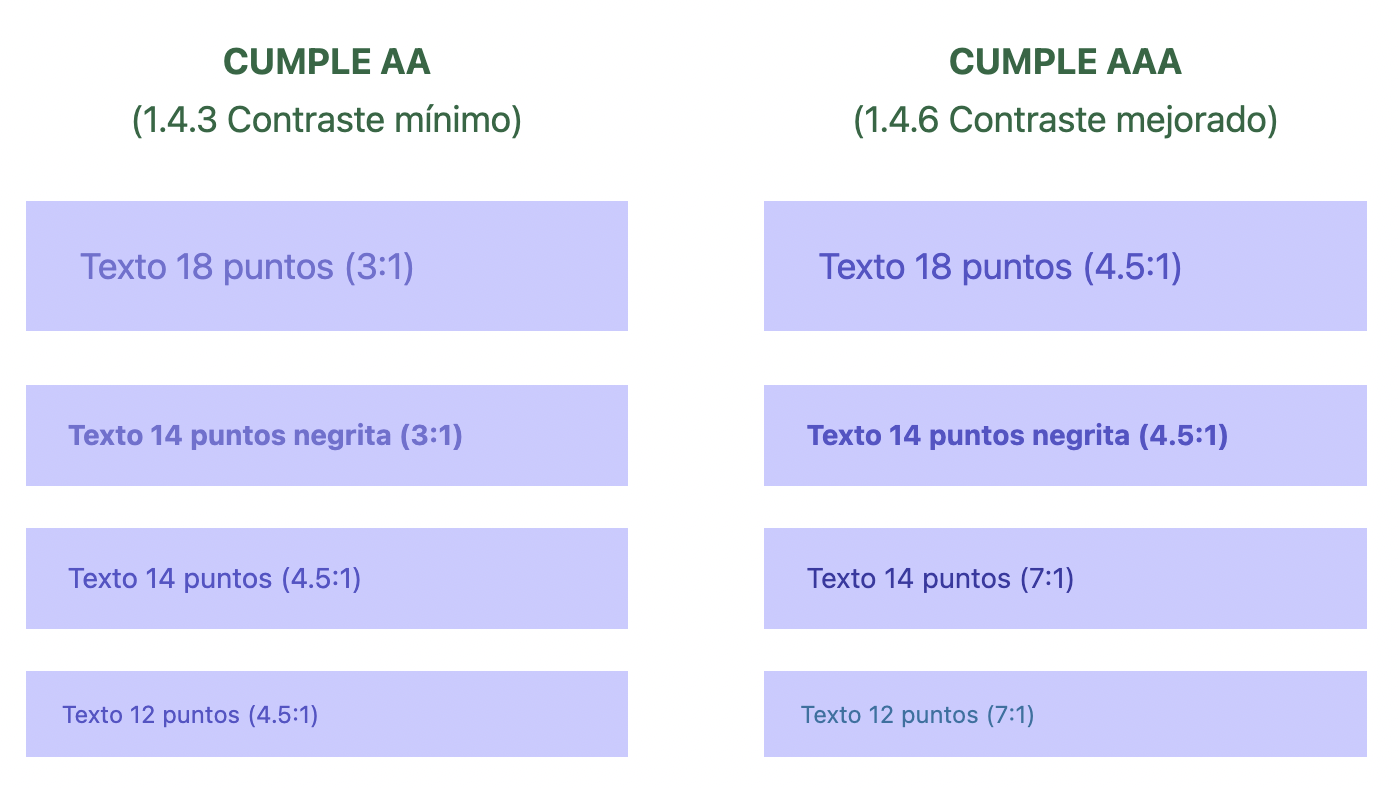 CUMPLE AA
(1.4.3 Contraste mínimo)
Texto 18 puntos (3:1)
Texto 14 puntos negrita (3:1)
Texto 14 puntos (4.5:1)
Texto 12 puntos (4.5:1)
CUMPLE AAA
(1.4.6 Contraste mejorado)
Texto 18 puntos (4.5:1)
Texto 14 puntos negrita (4.5:1)
Texto 14 puntos (7:1)
Texto 12 puntos (7:1)